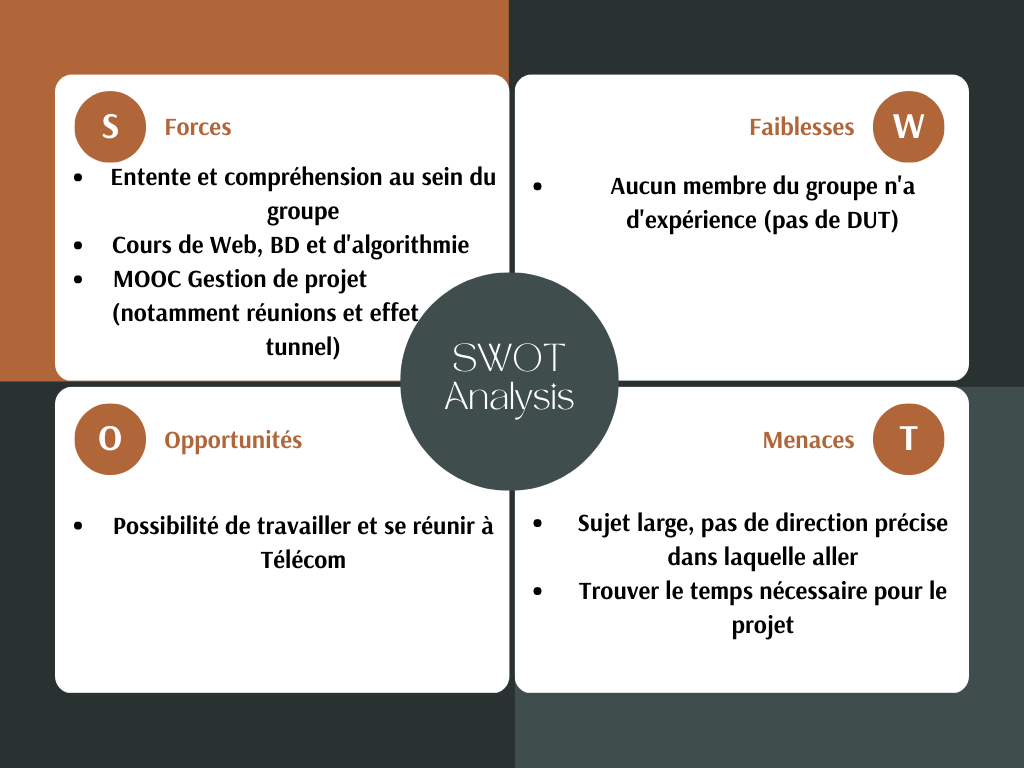 S
Forces
• Entente et compréhension au sein du
groupe
• Cours de Web, BD et d'algorithmie
• MOOC Gestion de projet
(notamment réunions et effet
tunnel)
Faiblesses
W
• Aucun membre du groupe n'a
d'expérience (pas de DUT)
SWOT
Analysis
O
Opportunités
• Possibilité de travailler et se réunir à
Télécom
Menaces
T
• Sujet large, pas de direction précise
dans laquelle aller
• Trouver le temps nécessaire pour le
projet